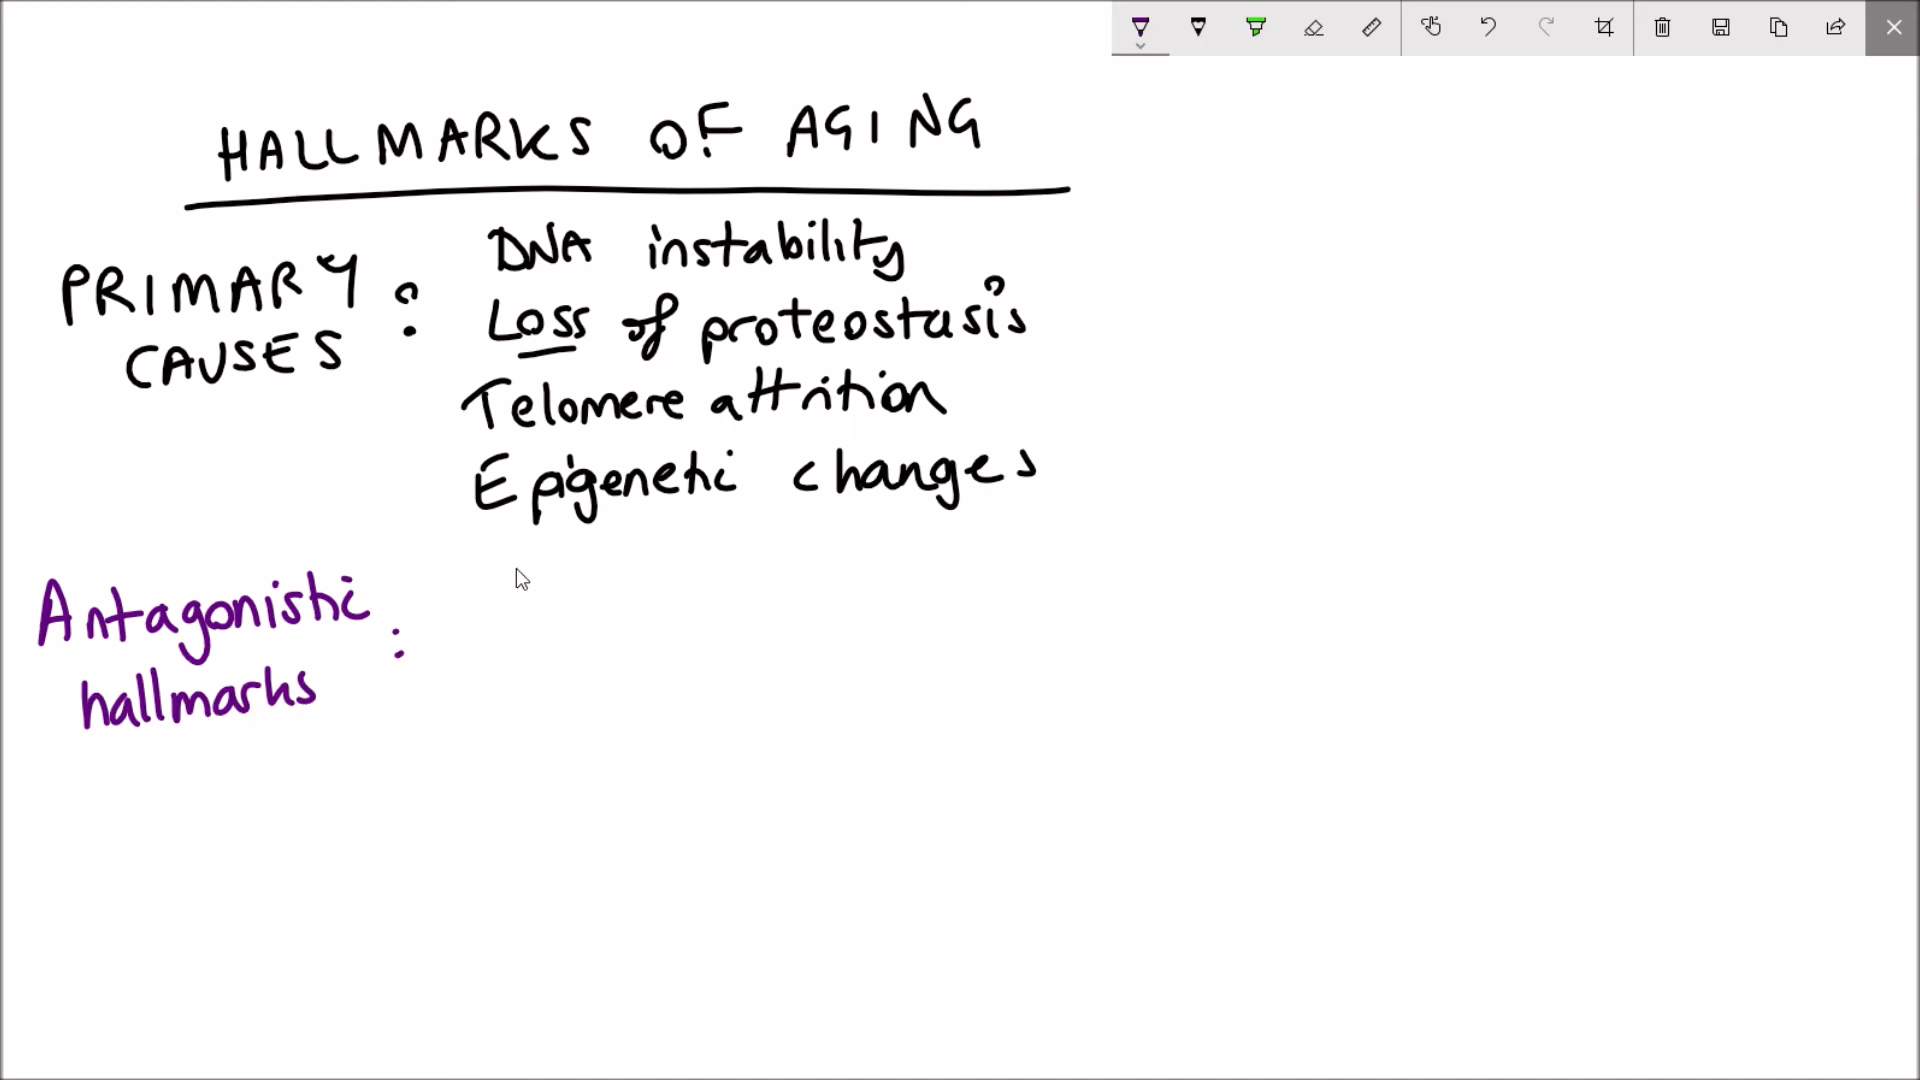 HALLMARKS OF AGING
PRIMARY CAUSES :
DNA instability
Loss of proteostasis
Telomere attrition
Epigenetic changes
Antagonistic hallmarks :